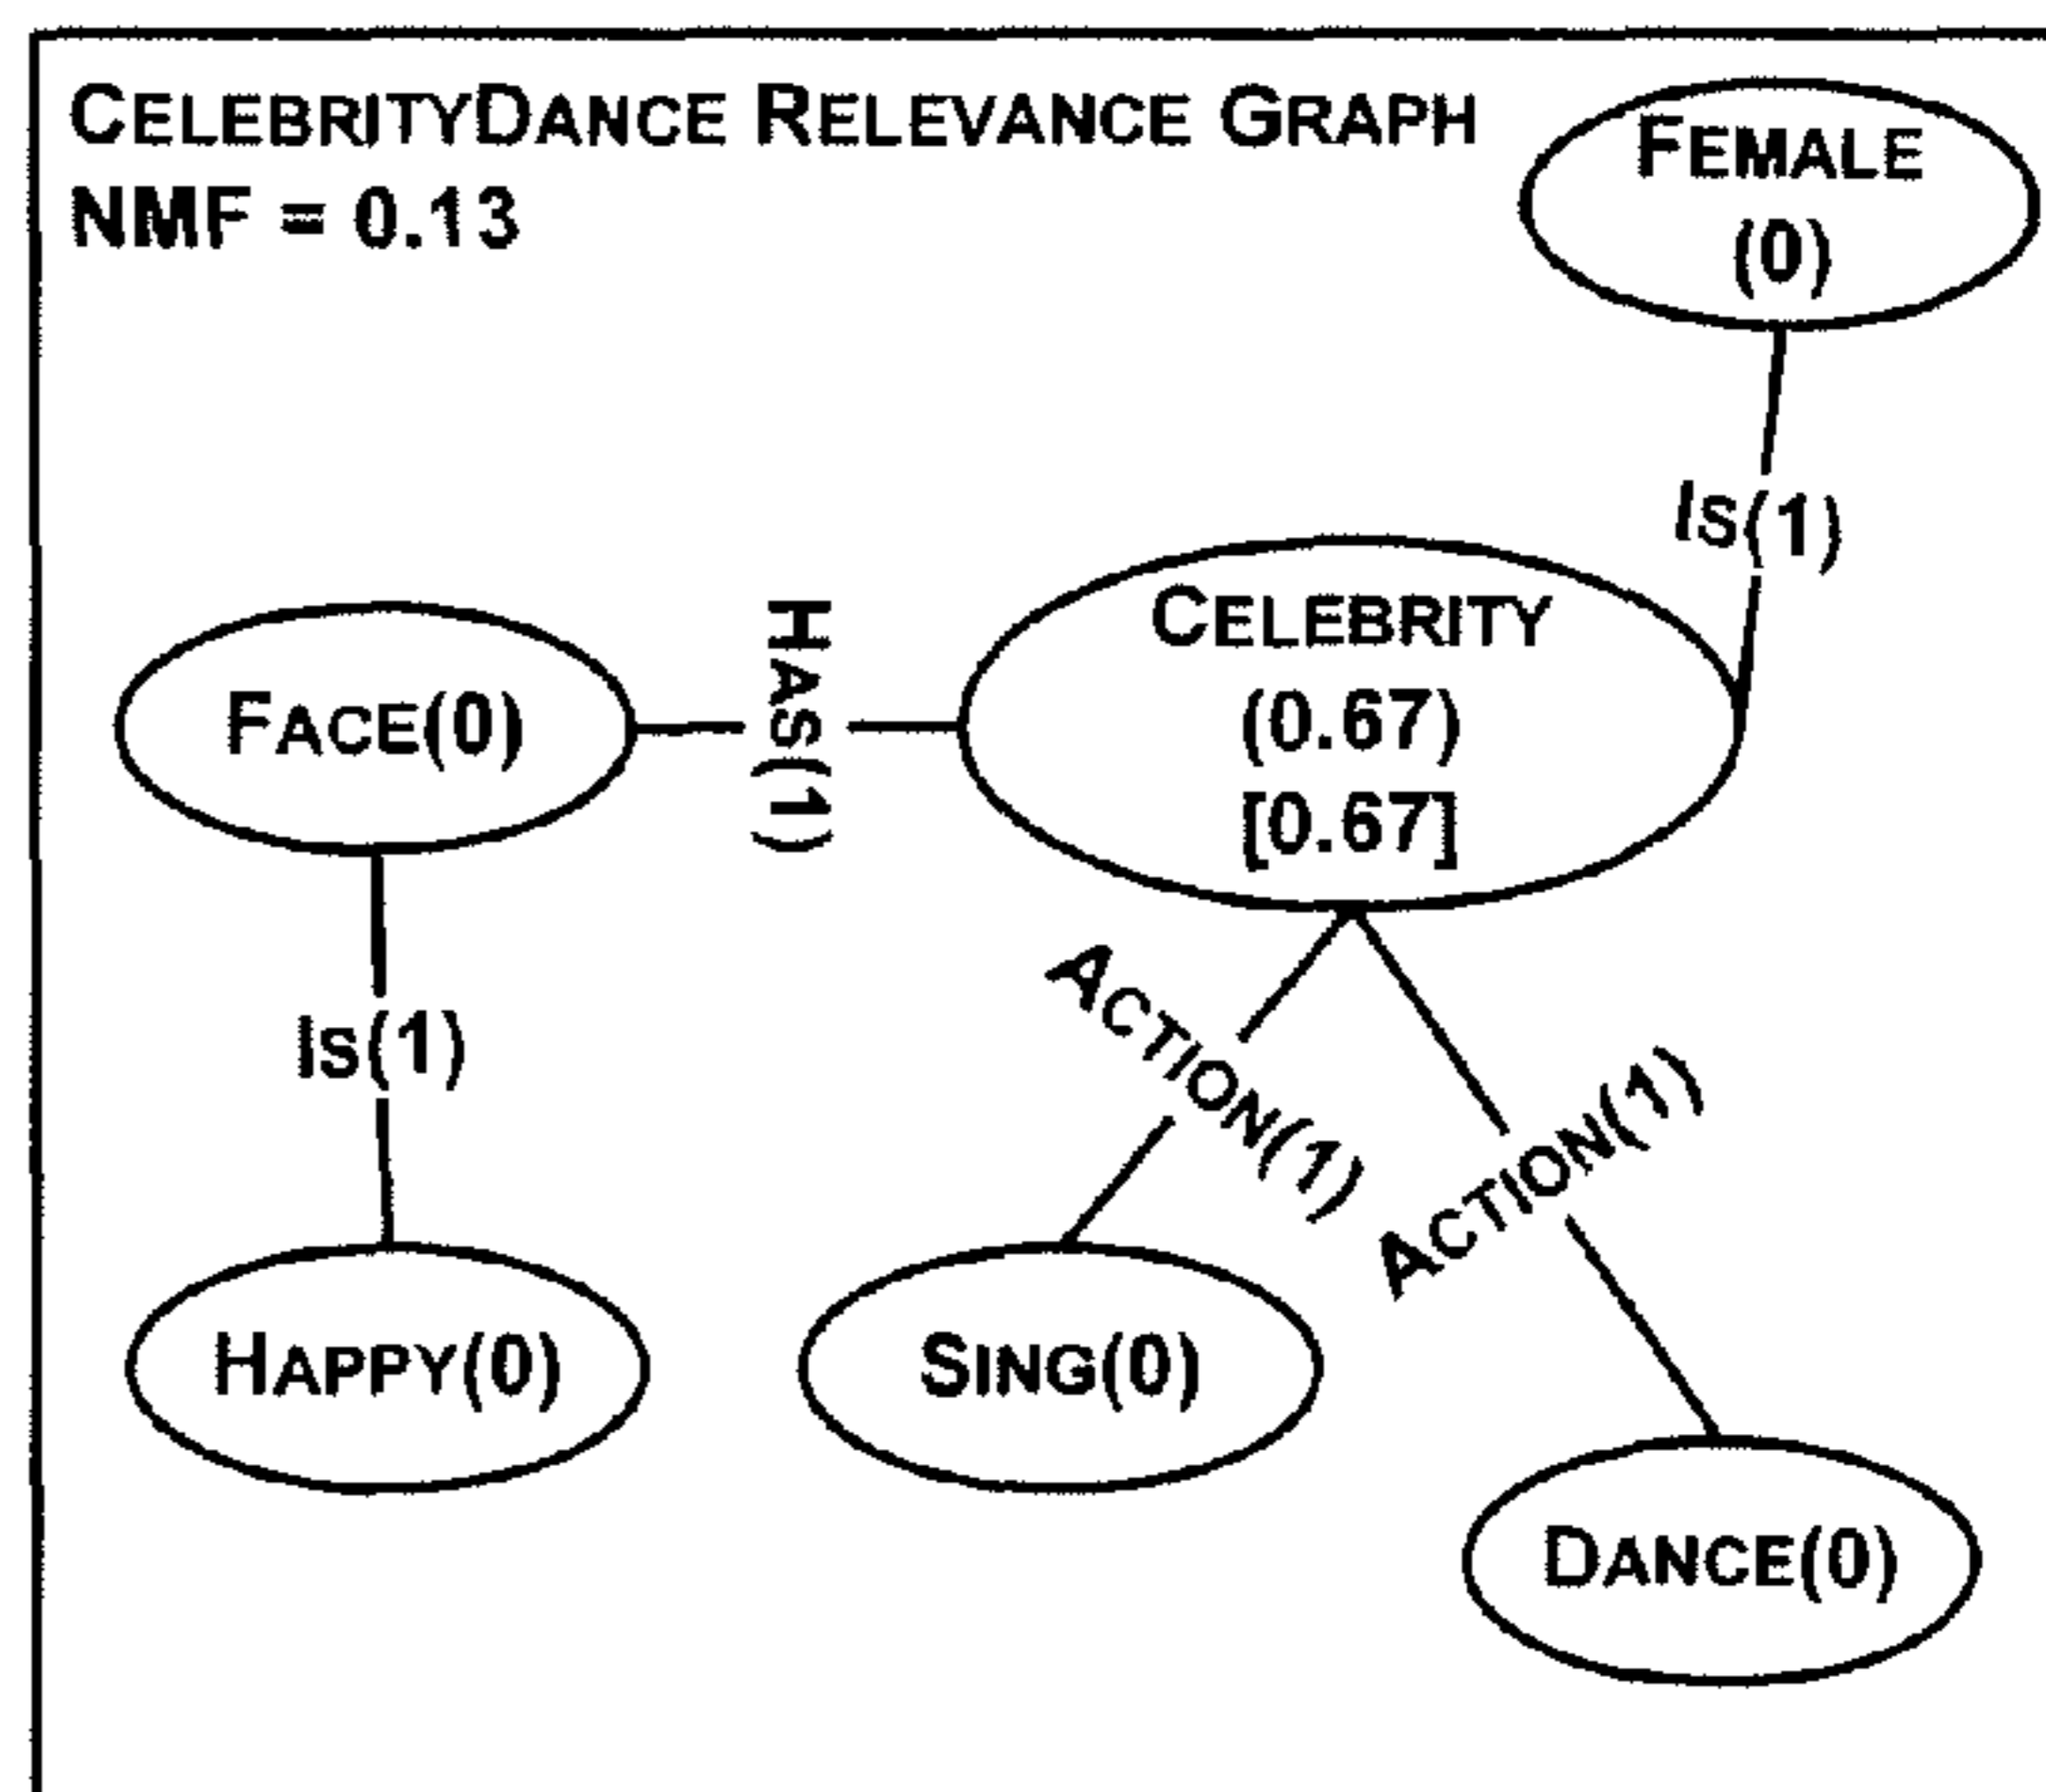 CELEBRITYDANCE RELEVANCE GRAPH
NMF = 0.13
FEMALE
(0)
IS(1)
CELEBRITY
(0.67)
[0.67]
HAS(1)
FACE(0)
IS(1)
ACTION(1)
ACTION(1)
HAPPY(0)
SING(0)
DANCE(0)